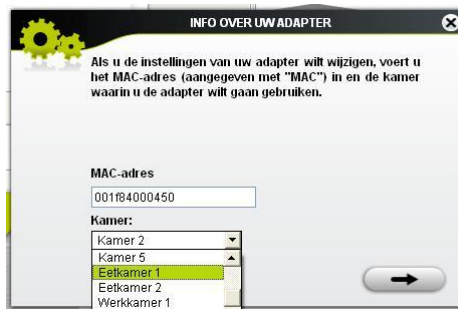 INFO OVER UW ADAPTER
Als u de instellingen van uw adapter wilt wijzigen, voert u
het MAC-adres (aangegeven met "MAC") in en de kamer
waarin u de adapter wilt gaan gebruiken.
MAC-adres
001f84000450
Kamer:
Kamer 2
Kamer 5
Eetkamer 1
Eetkamer 2
Werkkamer 1